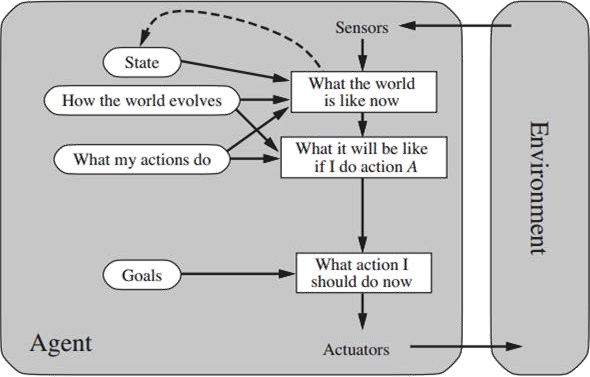 Sensors
State
What the world
is like now
How the world evolves
What it will be like
if I do action A
What my actions do
Environment
Goals
What action I
should do now
Agent
Actuators